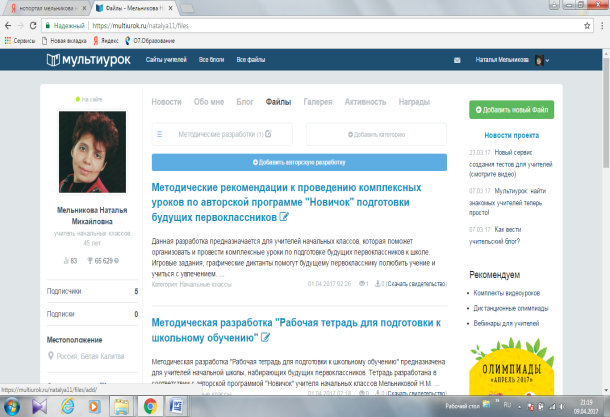 нспортал мельникова н
Файлы - Мельникова Н
Надежный | https://multiurok.ru/natalya11/files
Сервисы Новая вкладка Яндекс О7.Образование
мультиурок
Сайты учителей Все блоги Все файлы
Наталья Мельникова
На сайте
Мельникова Наталья
Михайловна
учитель начальных классов
45 лет
83 65 629
Подписчики 5
Подписки 0
Местоположение
Россия, Белая Калитва
Новости Обо мне Блог Файлы Галерея Активность Награды
Методические разработки (1)
Добавить категорию
Добавить авторскую разработку
Методические рекомендации к проведению комплексных
уроков по авторской программе "Новичок" подготовки
будущих первоклассников
Данная разработка предназначается для учителей начальных классов, которая поможет
организовать и провести комплексные уроки по подготовке будущих первоклассников к школе.
Игровые задания, графические диктанты помогут будущему первокласснику полюбить учение и
учиться с увлечением. ...
Категория: Начальные классы 01.04.2017 02:26 1 0 (Скачать свидетельство)
Методическая разработка "Рабочая тетрадь для подготовки к
школьному обучению"
Методическая разработка "Рабочая тетрадь для подготовки к школьному обучению" предназначена
для учителей начальной школы, набирающих будущих первоклассников. Тетрадь разработана в
соответствии с авторской программой "Новичок" учителя начальных классов Мельниковой Н.М. ...
Добавить новый Файл
Новости проекта
23.03.17 Новый сервис
создания тестов для учителей
(смотрите видео)
07.03.17 Мультиурок: найти
знакомых учителей теперь
просто!
07.03.17 Как вести
учительский блог?
Рекомендуем
Комплекты видеоуроков
Дистанционные олимпиады
Вебинары для учителей
ОЛИМПИАДЫ
«АПРЕЛЬ 2017»
https://multiurok.ru/natalya11/files/add/
Рабочий стол
RU
21:19
09.04.2017